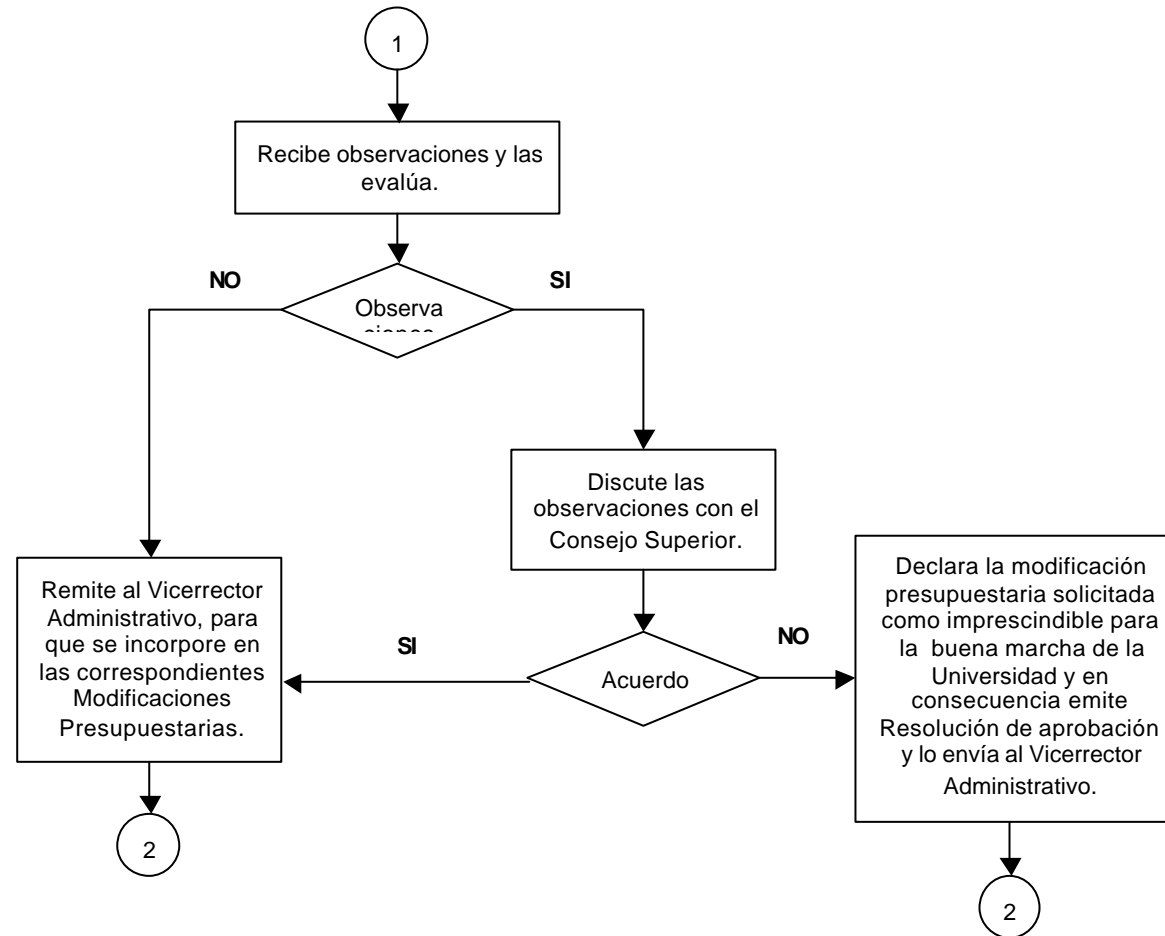 1
Recibe observaciones y las
evalúa.
NO
SI
Observa
ciones
Discute las
observaciones con el
Consejo Superior.
Remite al Vicerrector
Administrativo, para
que se incorpore en
las correspondientes
Modificaciones
Presupuestarias.
SI
Acuerdo
NO
Declara la modificación
presupuestaria solicitada
como imprescindible para
la buena marcha de la
Universidad y en
consecuencia emite
Resolución de aprobación
y lo envía al Vicerrector
Administrativo.
2
2